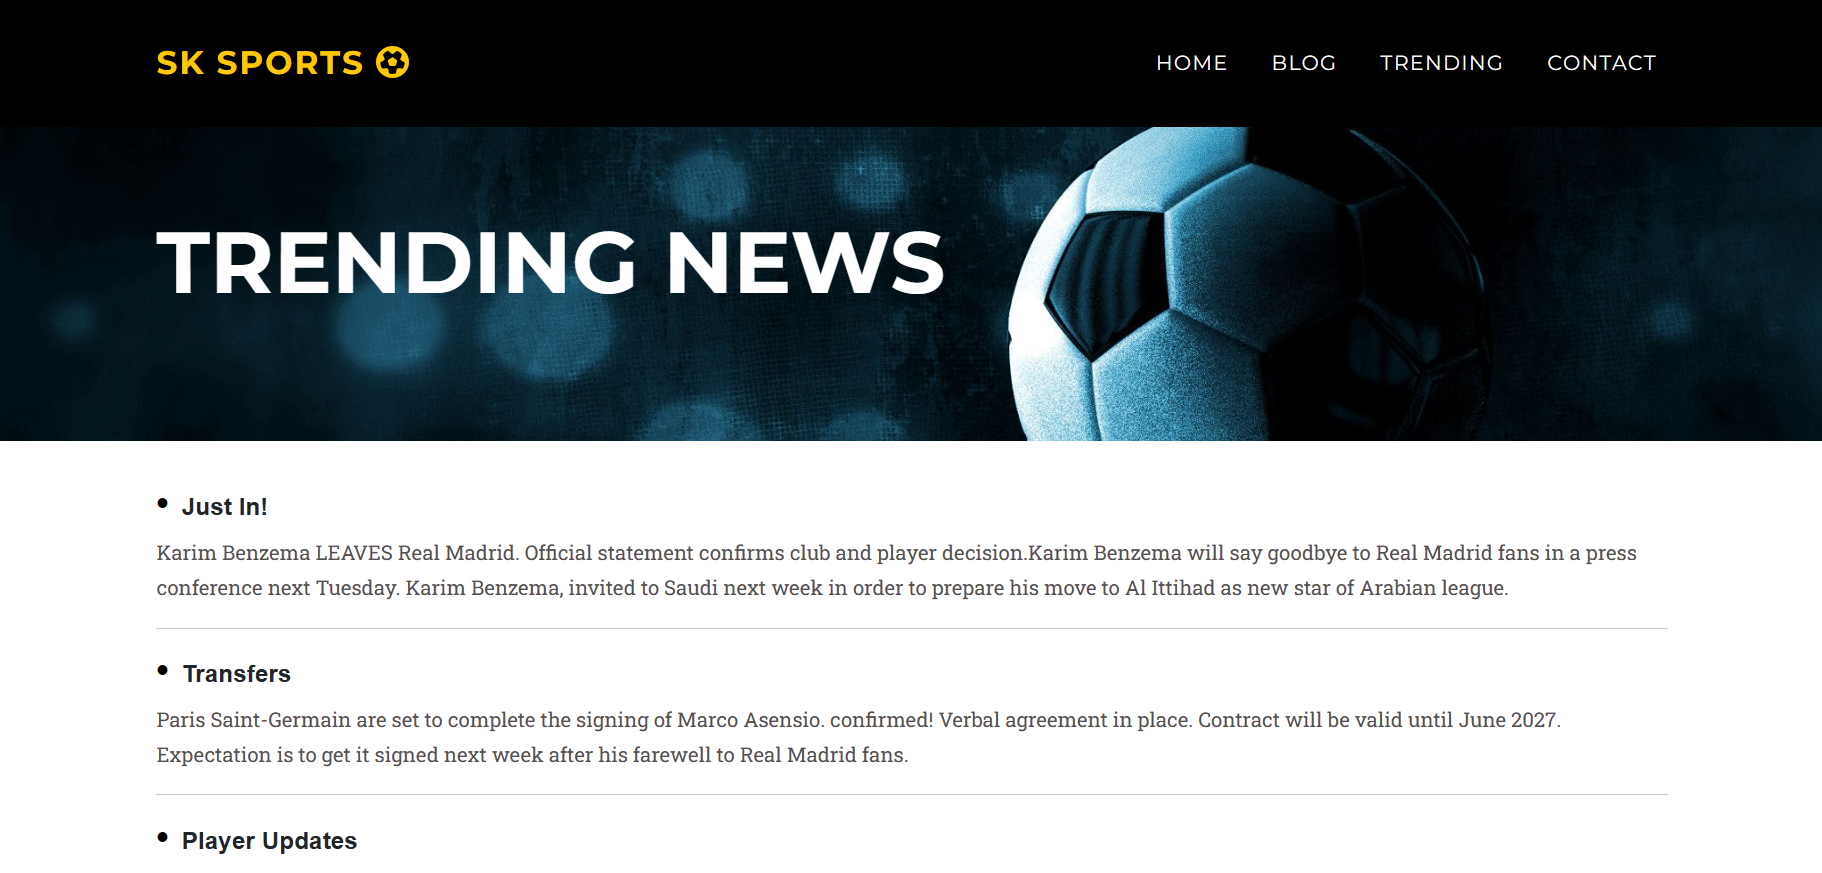 SK SPORTS
HOME BLOG TRENDING CONTACT
TRENDING NEWS
• Just In!
Karim Benzema LEAVES Real Madrid. Official statement confirms club and player decision.Karim Benzema will say goodbye to Real Madrid fans in a press
conference next Tuesday. Karim Benzema, invited to Saudi next week in order to prepare his move to Al Ittihad as new star of Arabian league.
• Transfers
Paris Saint-Germain are set to complete the signing of Marco Asensio. confirmed! Verbal agreement in place. Contract will be valid until June 2027.
Expectation is to get it signed next week after his farewell to Real Madrid fans.
• Player Updates